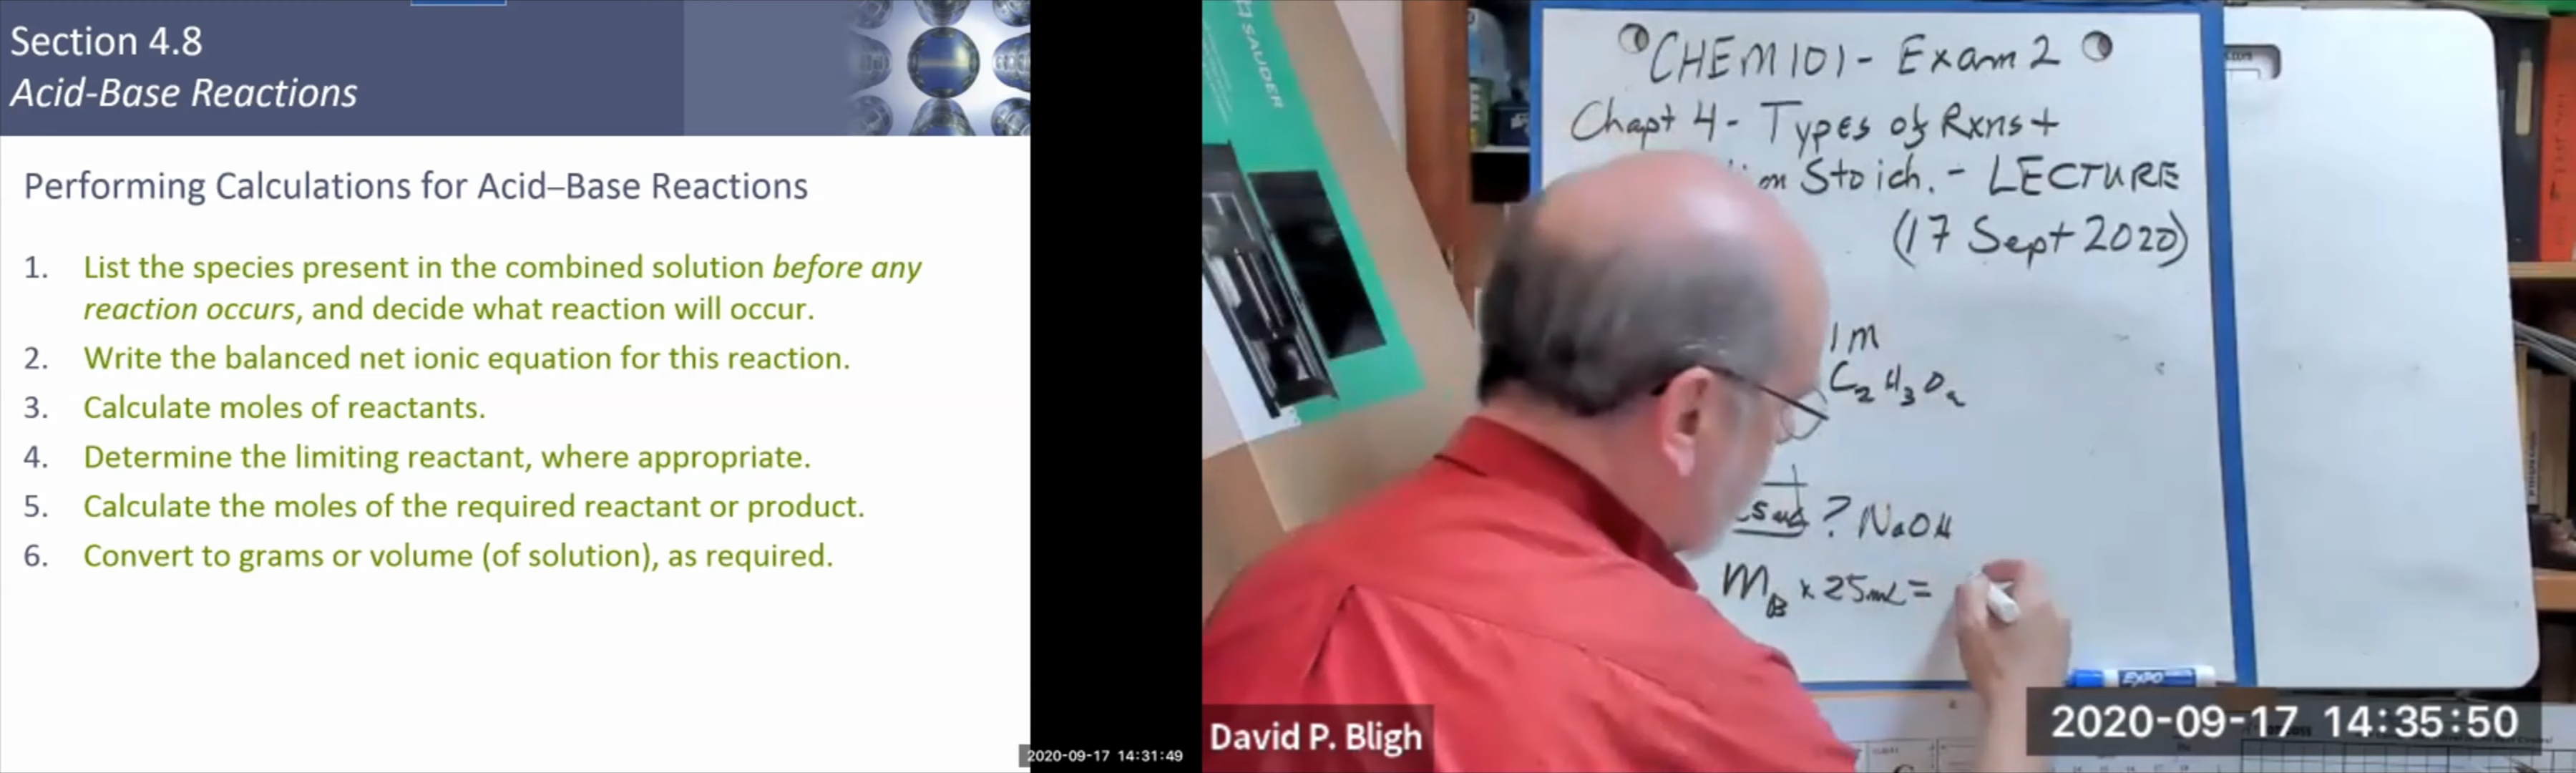 Section 4.8
Acid-Base Reactions
Performing Calculations for Acid–Base Reactions
1. List the species present in the combined solution before any
reaction occurs, and decide what reaction will occur.
2. Write the balanced net ionic equation for this reaction.
3. Calculate moles of reactants.
4. Determine the limiting reactant, where appropriate.
5. Calculate the moles of the required reactant or product.
6. Convert to grams or volume (of solution), as required.
2020-09-17 14:31:49
SAUDER
CHEM 101 - Exam 2
Chapt 4 - Types of Rxns +
on Stoich. - LECTURE
(17 Sept 2020)
1 M
C2H3O2
? NaOH
MB × 25mL =
EXPO
David P. Bligh
2020-09-17 14:35:50